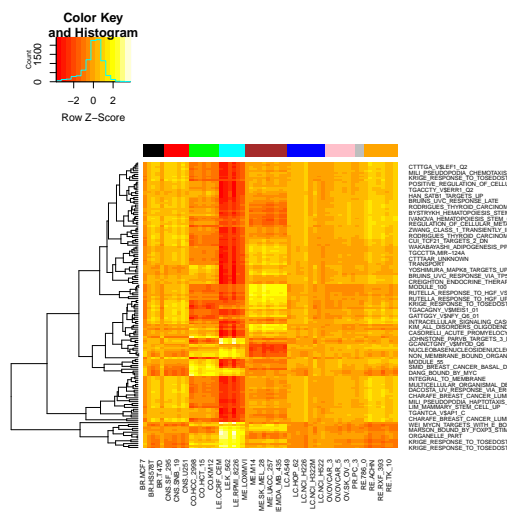 Color Key
and Histogram
Count
0
1500
−2
0
2
Row Z−Score
CTTTGA_V$LEF1_Q2
MILI_PSEUDOPODIA_CHEMOTAXIS
KRIGE_RESPONSE_TO_TOSEDOST
POSITIVE_REGULATION_OF_CELLU
TGACCTY_V$ERR1_Q2
HAN_SATB1_TARGETS_UP
BRUINS_UVC_RESPONSE_LATE
RODRIGUES_THYROID_CARCINOM
BYSTRYKH_HEMATOPOIESIS_STEM
IVANOVA_HEMATOPOIESIS_STEM
REGULATION_OF_CELLULAR_META
ZWANG_CLASS_1_TRANSIENTLY_I
RODRIGUES_THYROID_CARCINOM
CUI_TCF21_TARGETS_2_DN
WAKABAYASHI_ADIPOGENESIS_PP
TGCCTTA,MIR−124A
CTTTAAR_UNKNOWN
TRANSPORT
YOSHIMURA_MAPK8_TARGETS_UP
BRUINS_UVC_RESPONSE_VIA_TP5
CREIGHTON_ENDOCRINE_THERAP
MODULE_100
RUTELLA_RESPONSE_TO_HGF_VS
RUTELLA_RESPONSE_TO_HGF_UP
KRIGE_RESPONSE_TO_TOSEDOST
TGACAGNY_V$MEIS1_01
GATTGGY_V$NFY_Q6_01
INTRACELLULAR_SIGNALING_CASC
KIM_ALL_DISORDERS_OLIGODENDR
CASORELLI_ACUTE_PROMYELOCY
JOHNSTONE_PARVB_TARGETS_3_
GCANCTGNY_V$MYOD_Q6
NUCLEOBASENUCLEOSIDENUCLEO
NON_MEMBRANE_BOUND_ORGAN
MODULE_55
SMID_BREAST_CANCER_BASAL_D
DANG_BOUND_BY_MYC
INTEGRAL_TO_MEMBRANE
MULTICELLULAR_ORGANISMAL_DE
DACOSTA_UV_RESPONSE_VIA_ER
CHARAFE_BREAST_CANCER_LUMI
MILI_PSEUDOPODIA_HAPTOTAXIS
LIM_MAMMARY_STEM_CELL_UP
TGANTCA_V$AP1_C
CHARAFE_BREAST_CANCER_LUMI
WEI_MYCN_TARGETS_WITH_E_BO
MARSON_BOUND_BY_FOXP3_STIM
ORGANELLE_PART
KRIGE_RESPONSE_TO_TOSEDOST
KRIGE_RESPONSE_TO_TOSEDOST
BR.MCF7
BR.HS578T
BR.T47D
CNS.SF_295
CNS.SNB_19
CNS.U251
CO.HCC_2998
CO.HCT_15
CO.KM12
LE.CCRF_CEM
LE.K_562
LE.RPMI_8226
ME.LOXIMVI
ME.M14
ME.SK_MEL_28
ME.UACC_257
ME.MDA_MB_435
LC.A549
LC.HOP_62
LC.NCI_H226
LC.NCI_H322M
LC.NCI_H522
OV.OVCAR_3
OV.OVCAR_5
OV.SK_OV_3
PR.PC_3
RE.786_0
RE.ACHN
RE.RXF_393
RE.TK_10